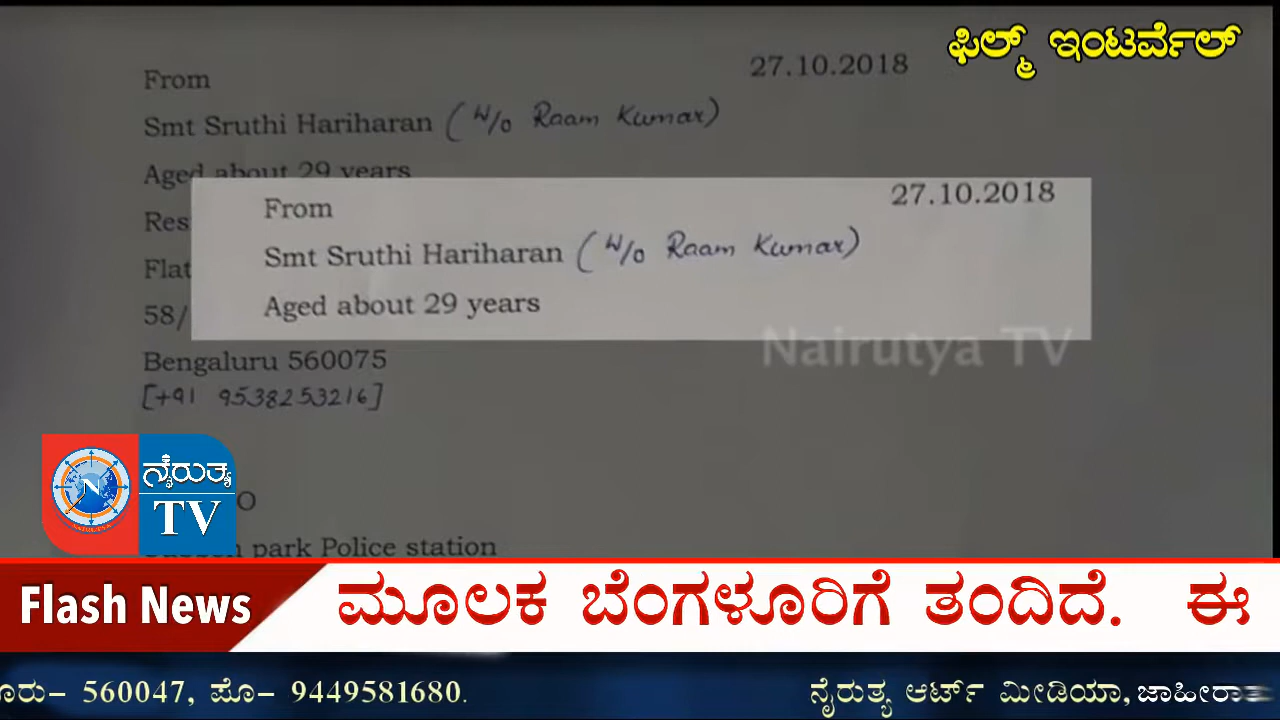 ಫಿಲ್ಮ್ ಇಂಟರ್ವೆಲ್
27.10.2018
From
Smt Sruthi Hariharan (W/o Raam Kumar)
Aged about 29 years
Res
Flat
58/
Bengaluru 560075
[+91 9538253216]
From
27.10.2018
Smt Sruthi Hariharan (W/o Raam Kumar)
Aged about 29 years
Nairutya TV
ನೈರುತ್ಯ
TV
N
NAIRUTYA
O
park Police station
Flash News
ಮೂಲಕ ಬೆಂಗಳೂರಿಗೆ ತಂದಿದೆ. ಈ
ೂರು- 560047, ಪೊ- 9449581680.
ನೈರುತ್ಯ ಆರ್ಟ್ ಮೀಡಿಯಾ, ಜಾಹೀರಾತ